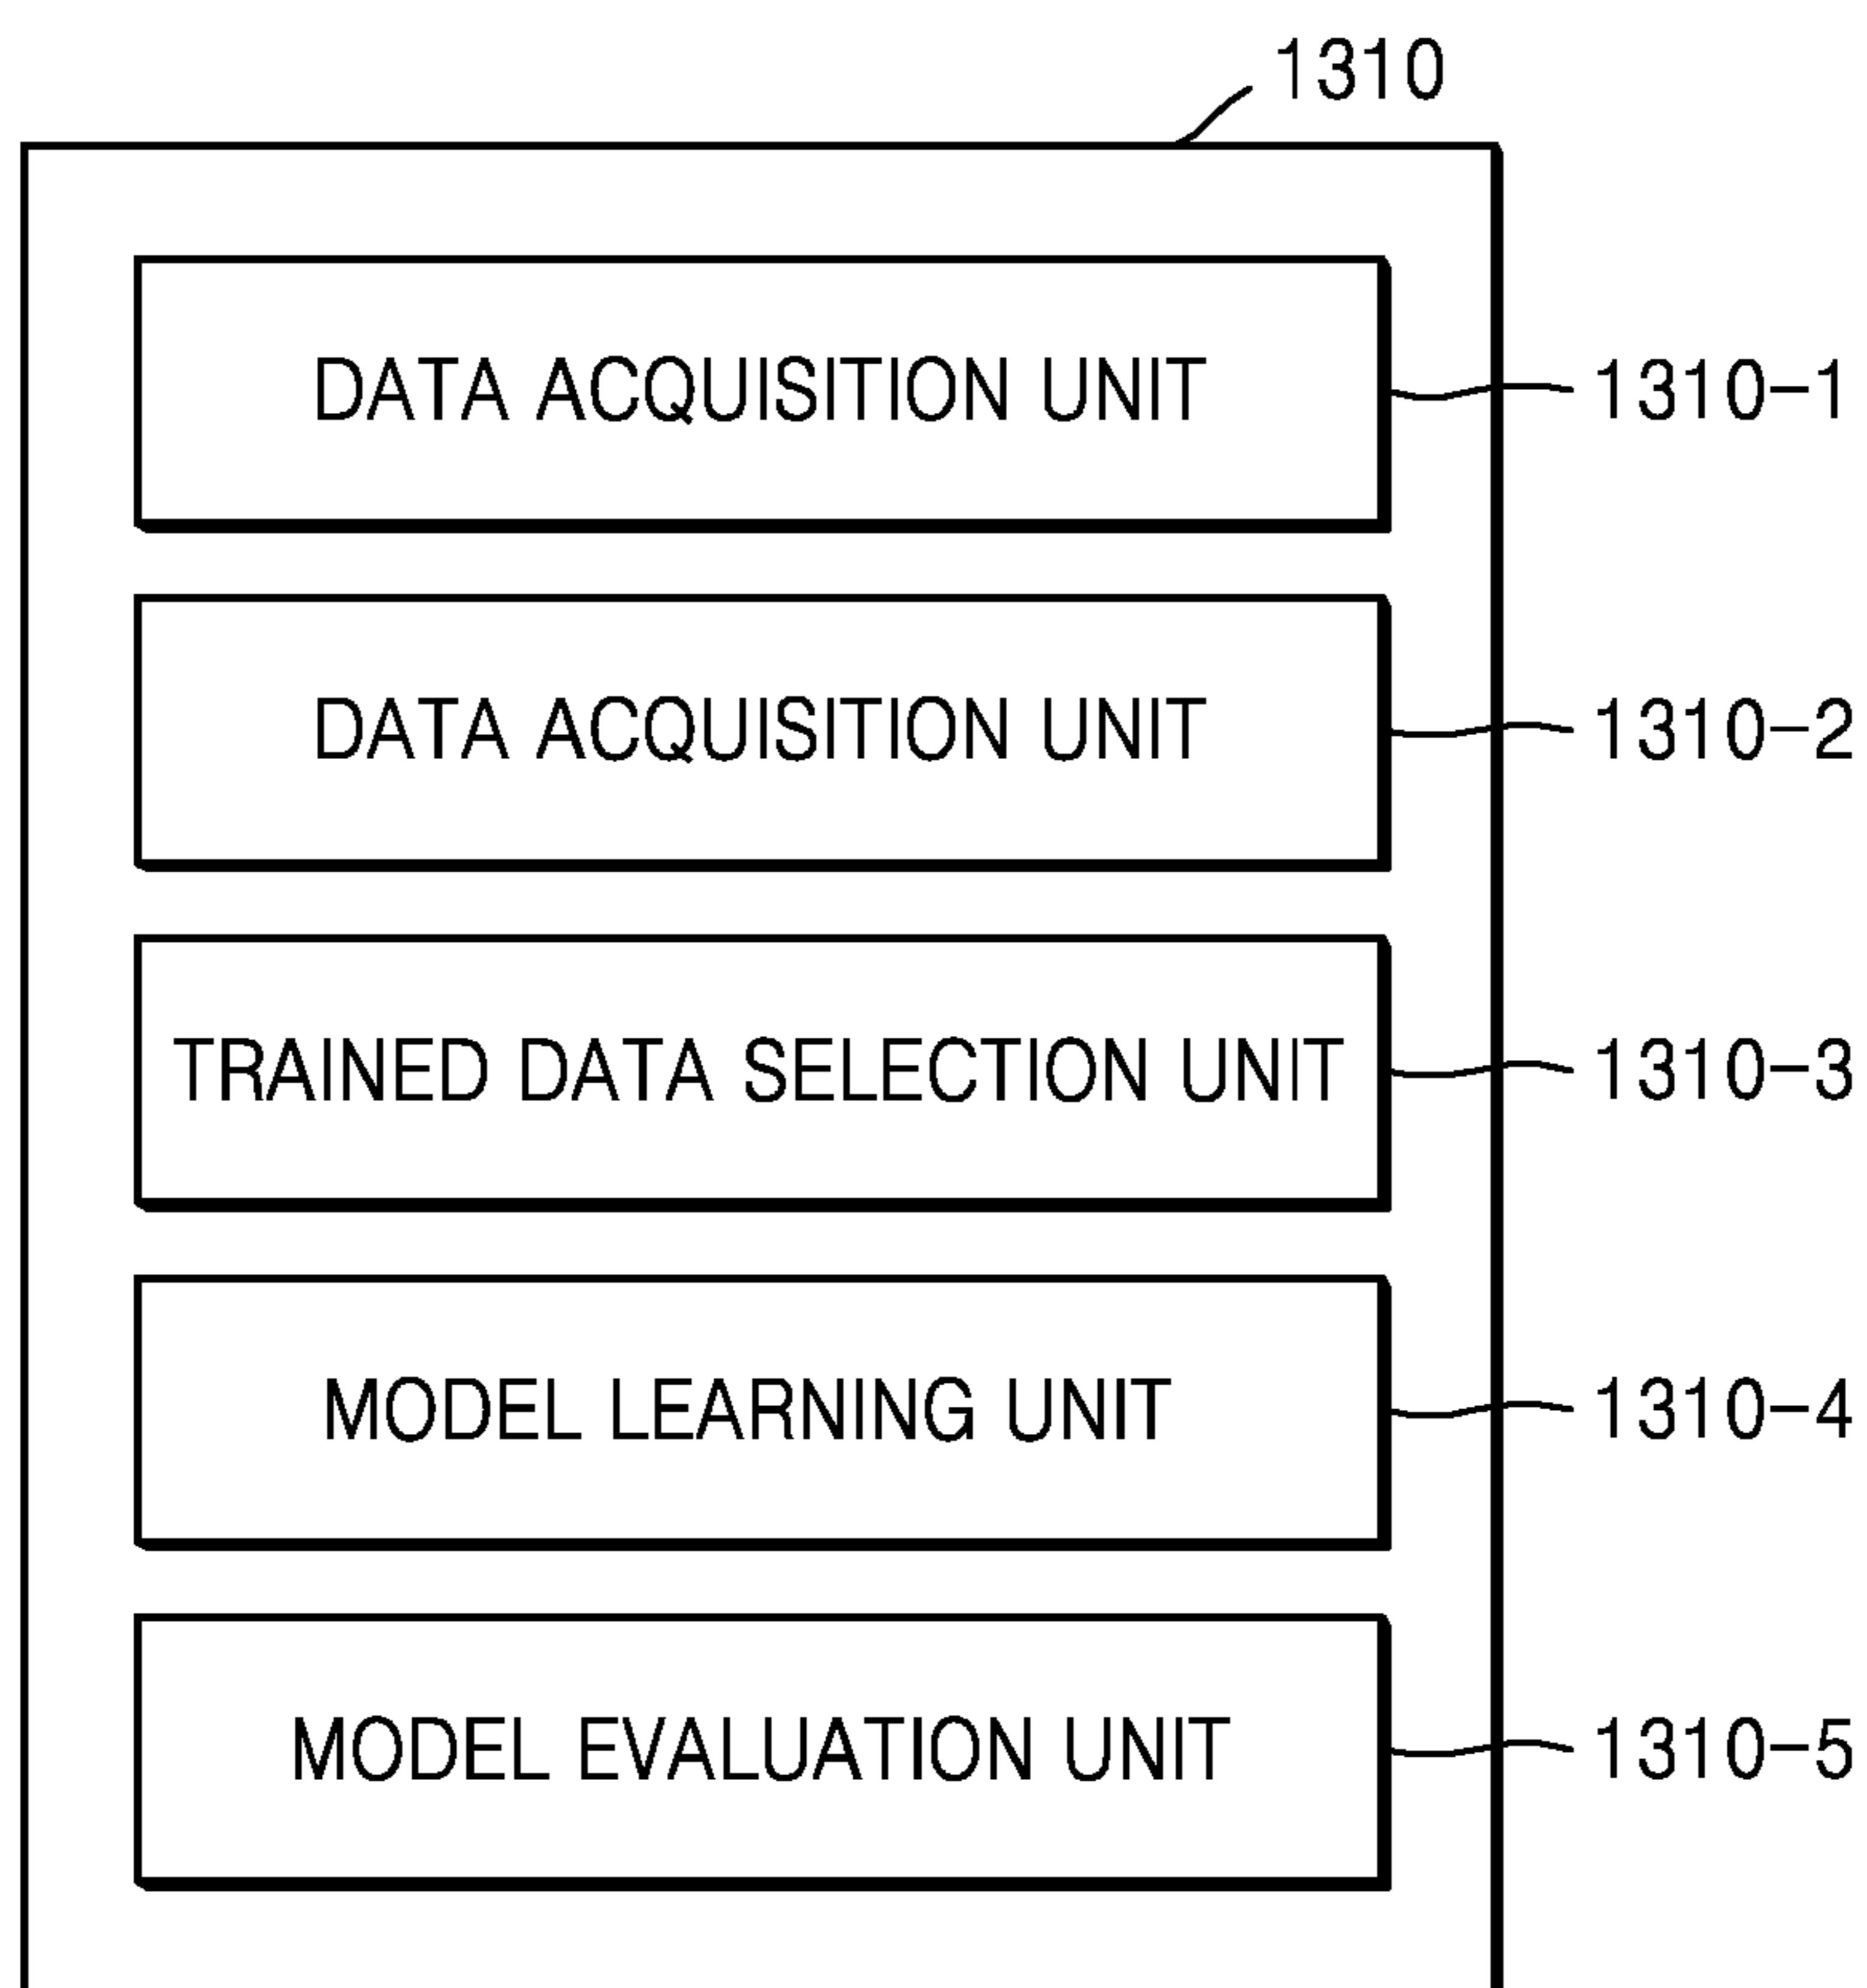 1310
DATA ACQUISITION UNIT 1310-1
DATA ACQUISITION UNIT 1310-2
TRAINED DATA SELECTION UNIT 1310-3
MODEL LEARNING UNIT 1310-4
MODEL EVALUATION UNIT 1310-5